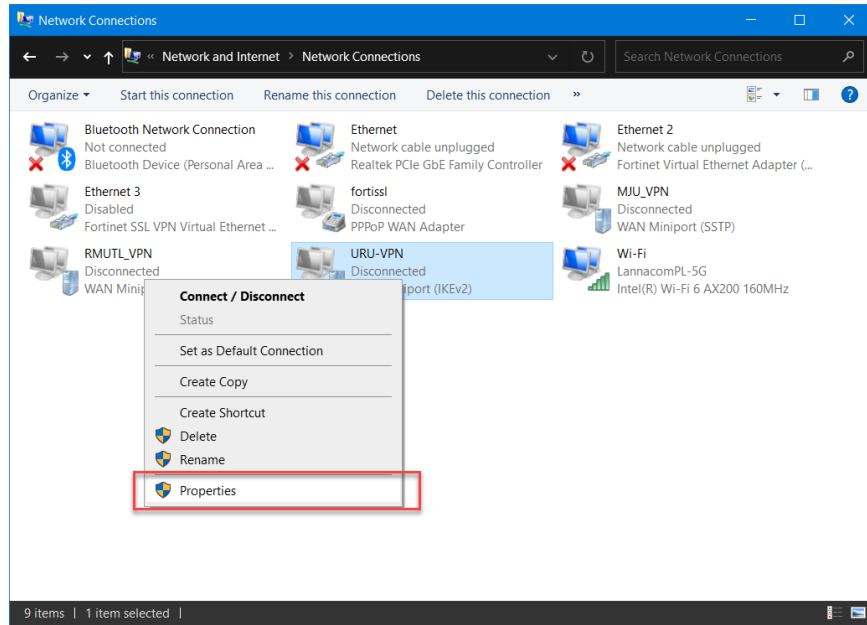 Network Connections
« Network and Internet > Network Connections
Search Network Connections
Organize Start this connection Rename this connection Delete this connection »
Bluetooth Network Connection
Not connected
Bluetooth Device (Personal Area ...
Ethernet
Network cable unplugged
Realtek PCIe GbE Family Controller
Ethernet 2
Network cable unplugged
Fortinet Virtual Ethernet Adapter (...
Ethernet 3
Disabled
Fortinet SSL VPN Virtual Ethernet ...
fortissl
Disconnected
PPPoP WAN Adapter
MJU_VPN
Disconnected
WAN Miniport (SSTP)
RMUTL_VPN
Disconnected
WAN
URU-VPN
Disconnected
(IKEv2)
Wi-Fi
LannacomPL-5G
Intel(R) Wi-Fi 6 AX200 160MHz
Connect / Disconnect
Status
Set as Default Connection
Create Copy
Create Shortcut
Delete
Rename
Properties
9 items | 1 item selected |